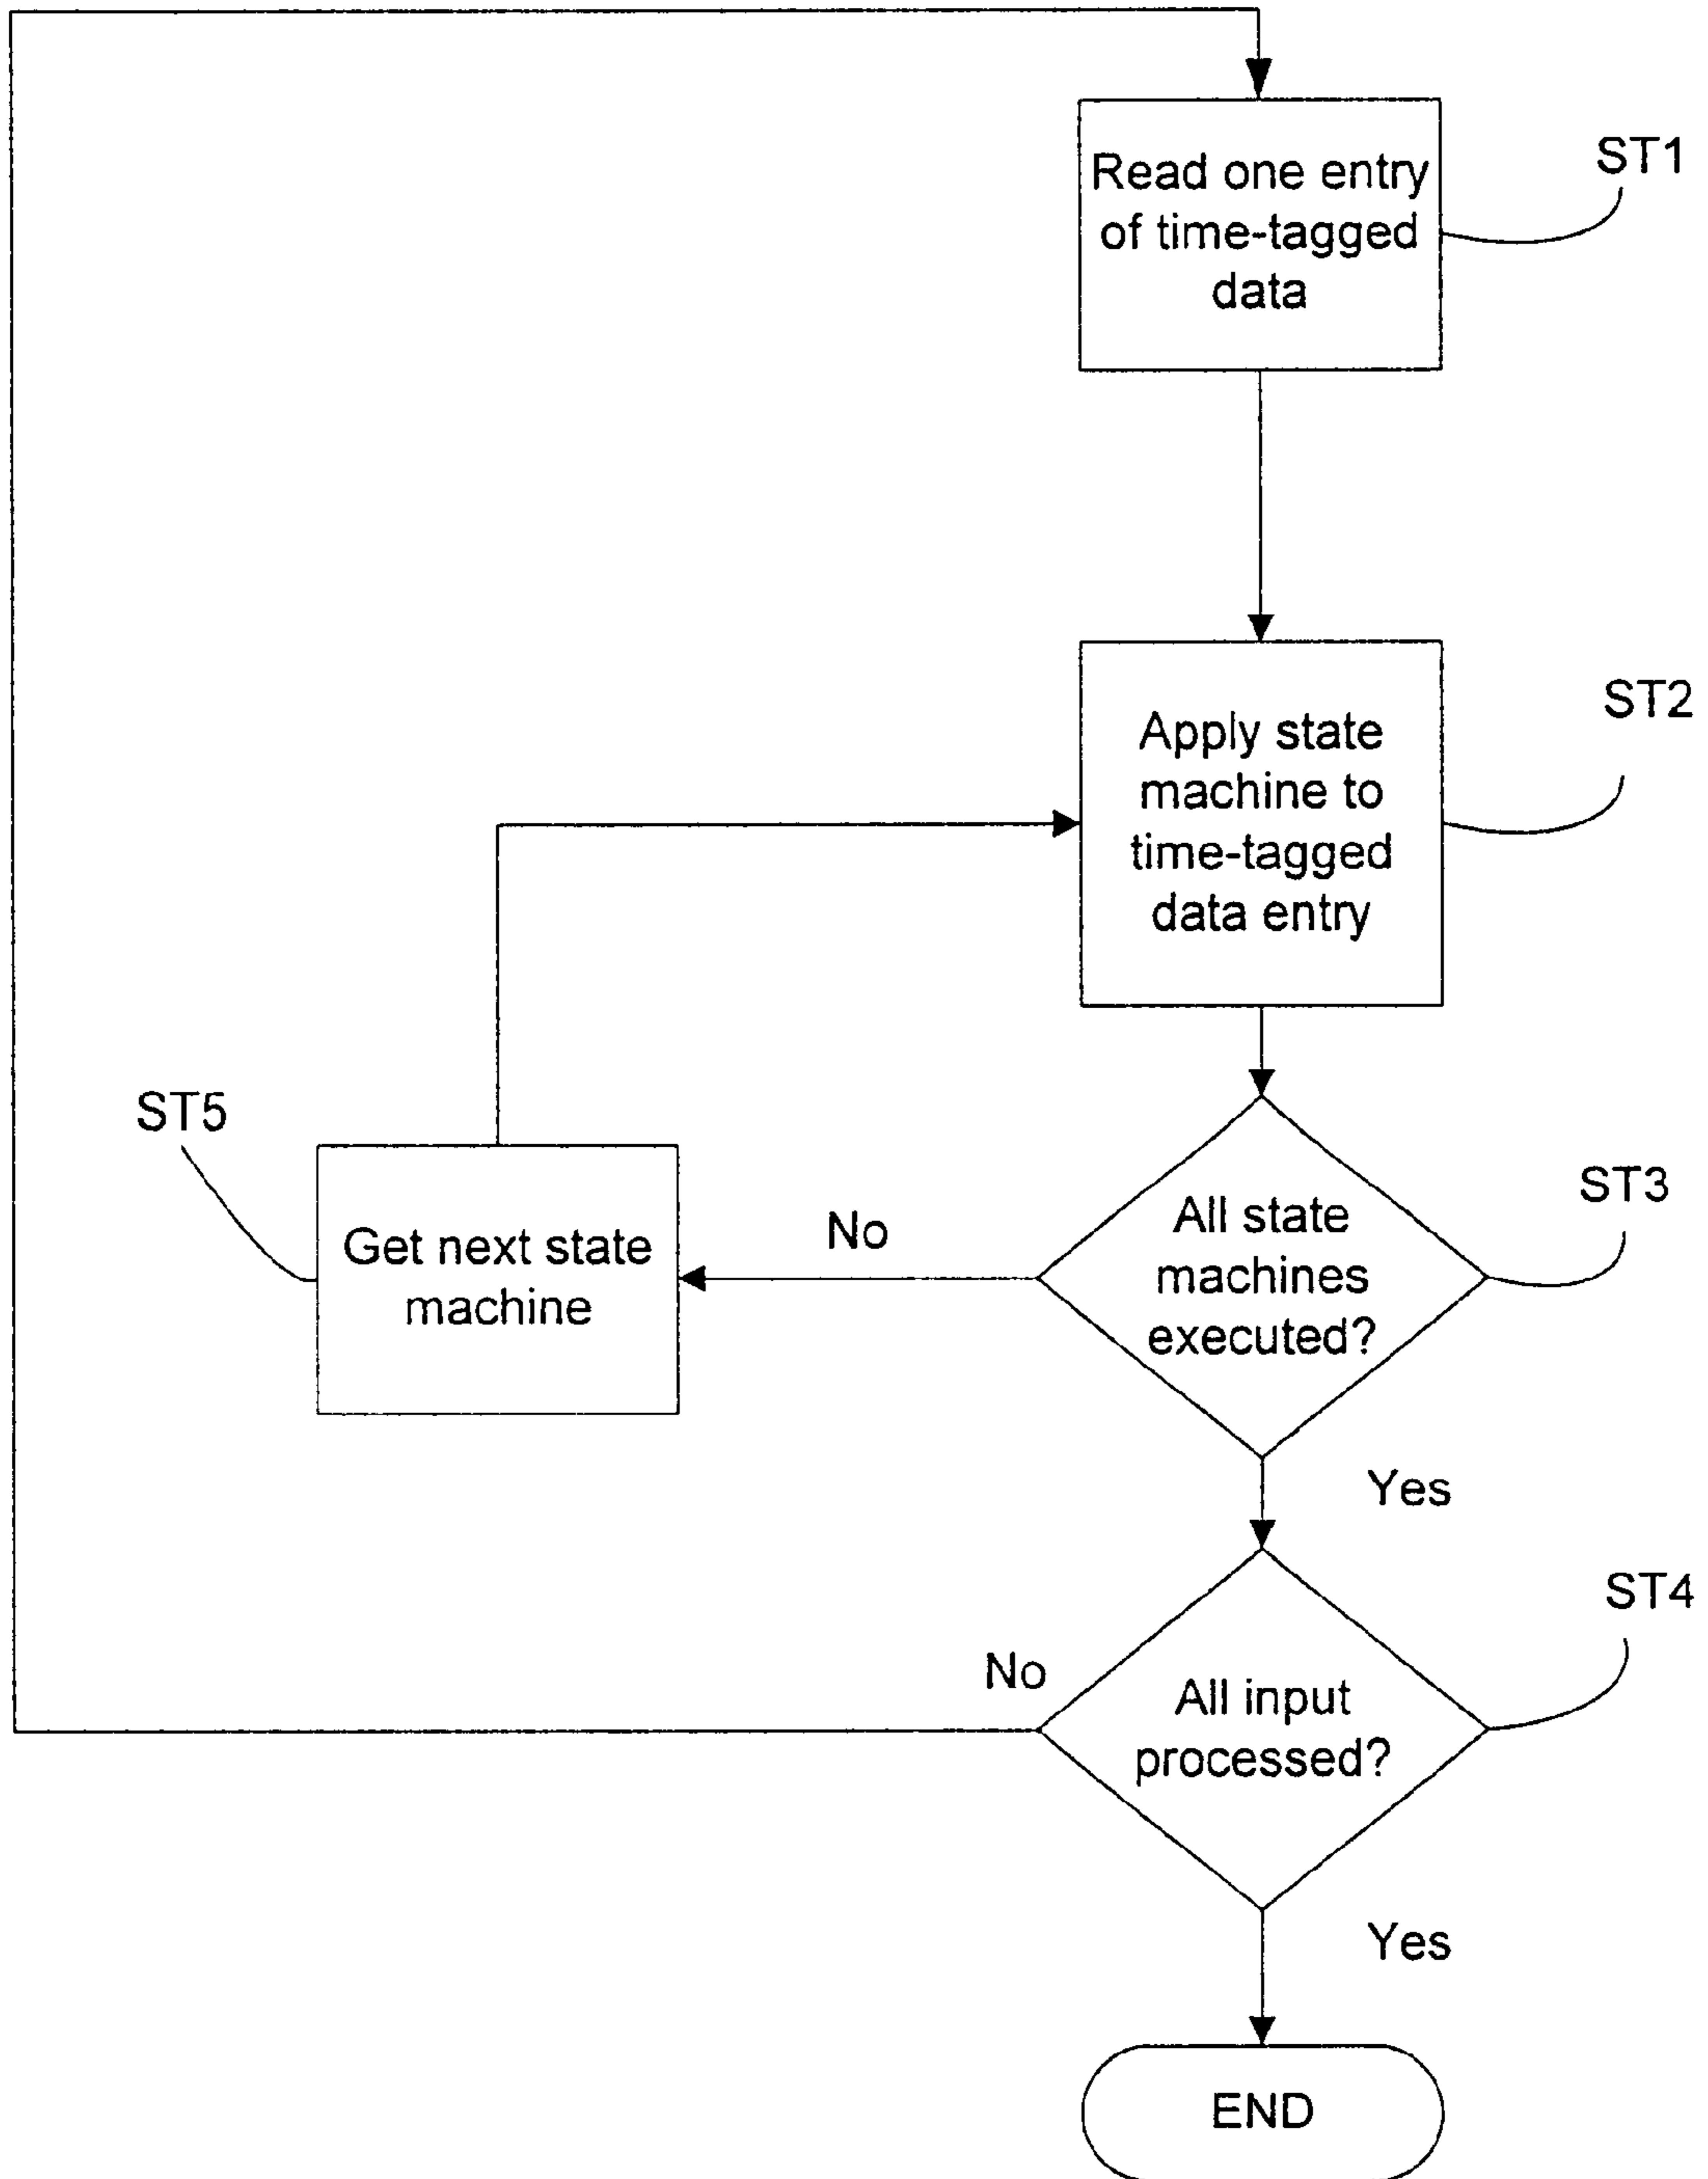 Read one entry
of time-tagged
data
ST1
Apply state
machine to
time-tagged
data entry
ST2
ST5
Get next state
machine
No
All state
machines
executed?
ST3
Yes
No
All input
processed?
ST4
Yes
END